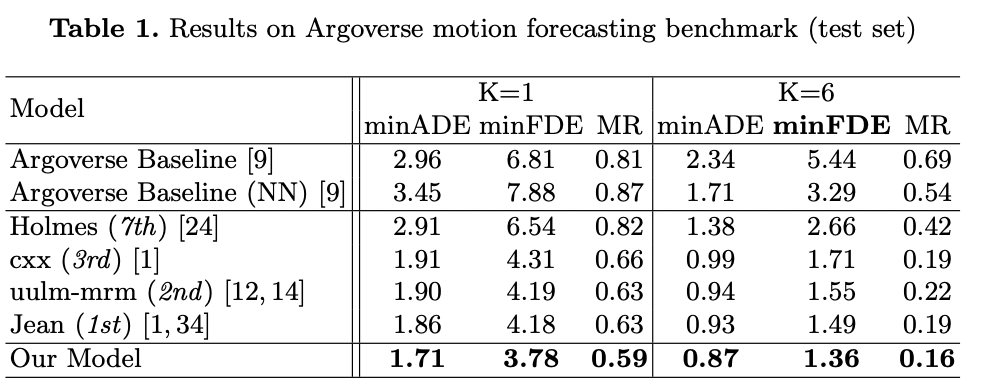 Table 1. Results on Argoverse motion forecasting benchmark (test set)
Model K=1 K=6
minADE minFDE MR minADE minFDE MR
Argoverse Baseline [9] 2.96 6.81 0.81 2.34 5.44 0.69
Argoverse Baseline (NN) [9] 3.45 7.88 0.87 1.71 3.29 0.54
Holmes (7th) [24] 2.91 6.54 0.82 1.38 2.66 0.42
cxx (3rd) [1] 1.91 4.31 0.66 0.99 1.71 0.19
uulm-mrm (2nd) [12, 14] 1.90 4.19 0.63 0.94 1.55 0.22
Jean (1st) [1, 34] 1.86 4.18 0.63 0.93 1.49 0.19
Our Model 1.71 3.78 0.59 0.87 1.36 0.16